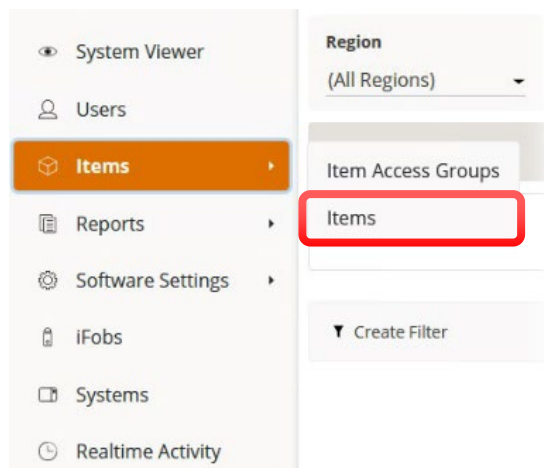 System Viewer
Users
Items
Reports
Software Settings
iFobs
Systems
Realtime Activity
Region
(All Regions)
Item Access Groups
Items
Create Filter